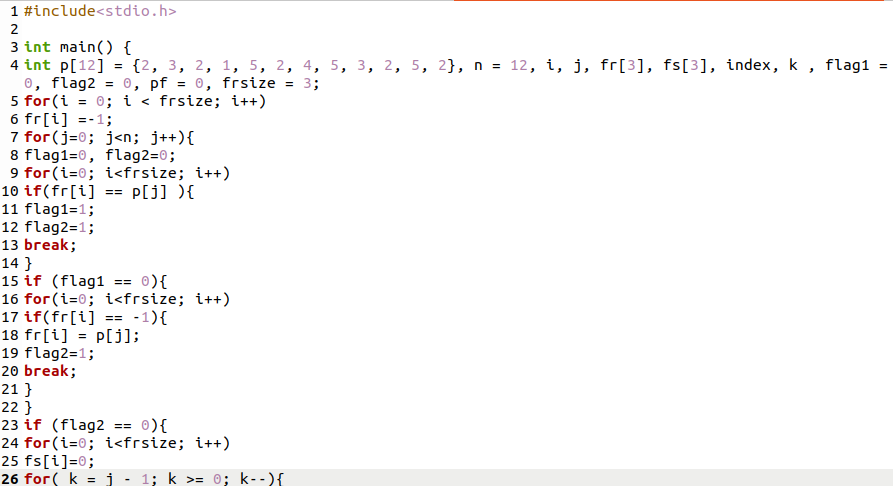 1 #include<stdio.h>
2
3 int main() {
4 int p[12] = {2, 3, 2, 1, 5, 2, 4, 5, 3, 2, 5, 2}, n = 12, i, j, fr[3], fs[3], index, k , flag1 =
0, flag2 = 0, pf = 0, frsize = 3;
5 for(i = 0; i < frsize; i++)
6 fr[i] =-1;
7 for(j=0; j<n; j++){
8 flag1=0, flag2=0;
9 for(i=0; i<frsize; i++)
10 if(fr[i] == p[j] ){
11 flag1=1;
12 flag2=1;
13 break;
14 }
15 if (flag1 == 0){
16 for(i=0; i<frsize; i++)
17 if(fr[i] == -1){
18 fr[i] = p[j];
19 flag2=1;
20 break;
21 }
22 }
23 if (flag2 == 0){
24 for(i=0; i<frsize; i++)
25 fs[i]=0;
26 for( k = j - 1; k >= 0; k--){